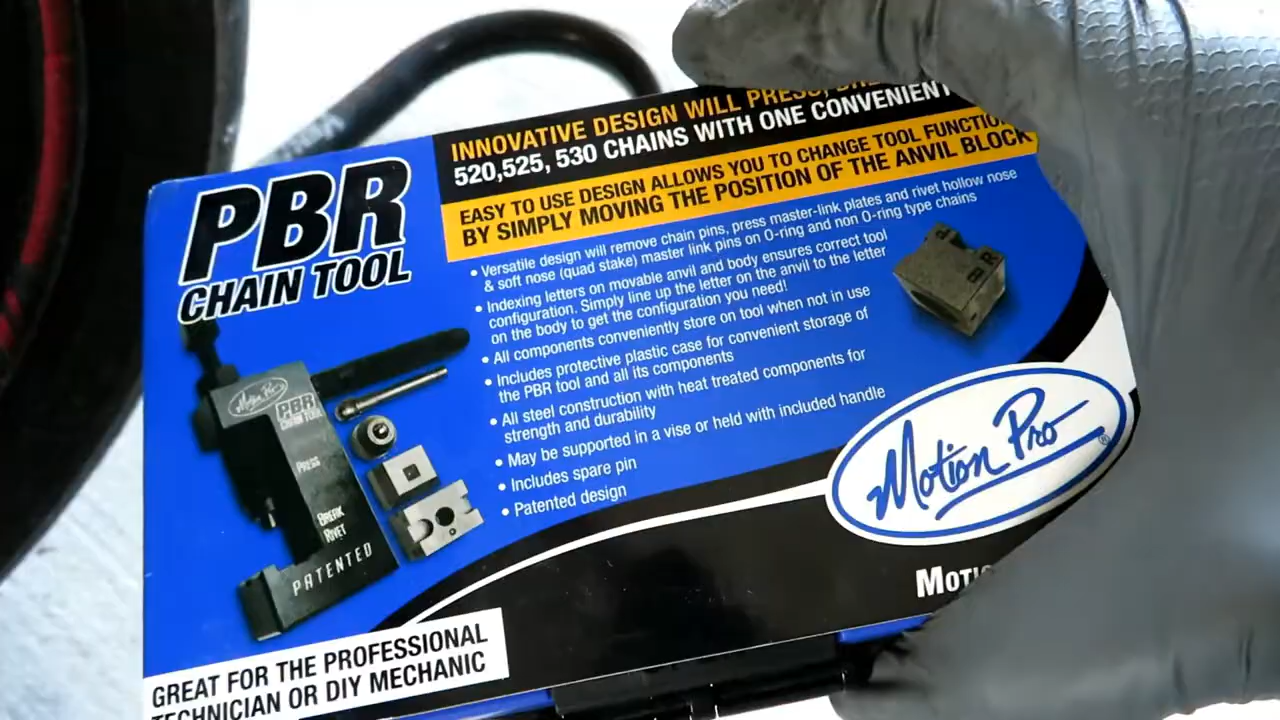 INNOVATIVE DESIGN WILL PRESS,
520,525, 530 CHAINS WITH ONE CONVENIENT
EASY TO USE DESIGN ALLOWS YOU TO CHANGE TOOL
BY SIMPLY MOVING THE POSITION OF THE ANVIL BLOCK
PBR
CHAIN TOOL
• Versatile design will remove chain pins, press master-link plates and rivet hollow nose
& soft nose (quad stake) master link pins on O-ring and non O-ring type chains
• Indexing letters on movable anvil and body ensures correct tool
configuration. Simply line up the letter on the anvil to the letter
on the body to get the configuration you need!
• All components conveniently store on tool when not in use
• Includes protective plastic case for convenient storage of
the PBR tool and all its components
• All steel construction with heat treated components for
strength and durability
• May be supported in a vise or held with included handle
• Includes spare pin
• Patented design
B R
Motion Pro
PBR
CHAIN TOOL
PRESS
BREAK
RIVET
PATENTED
Motion Pro®
GREAT FOR THE PROFESSIONAL
TECHNICIAN OR DIY MECHANIC